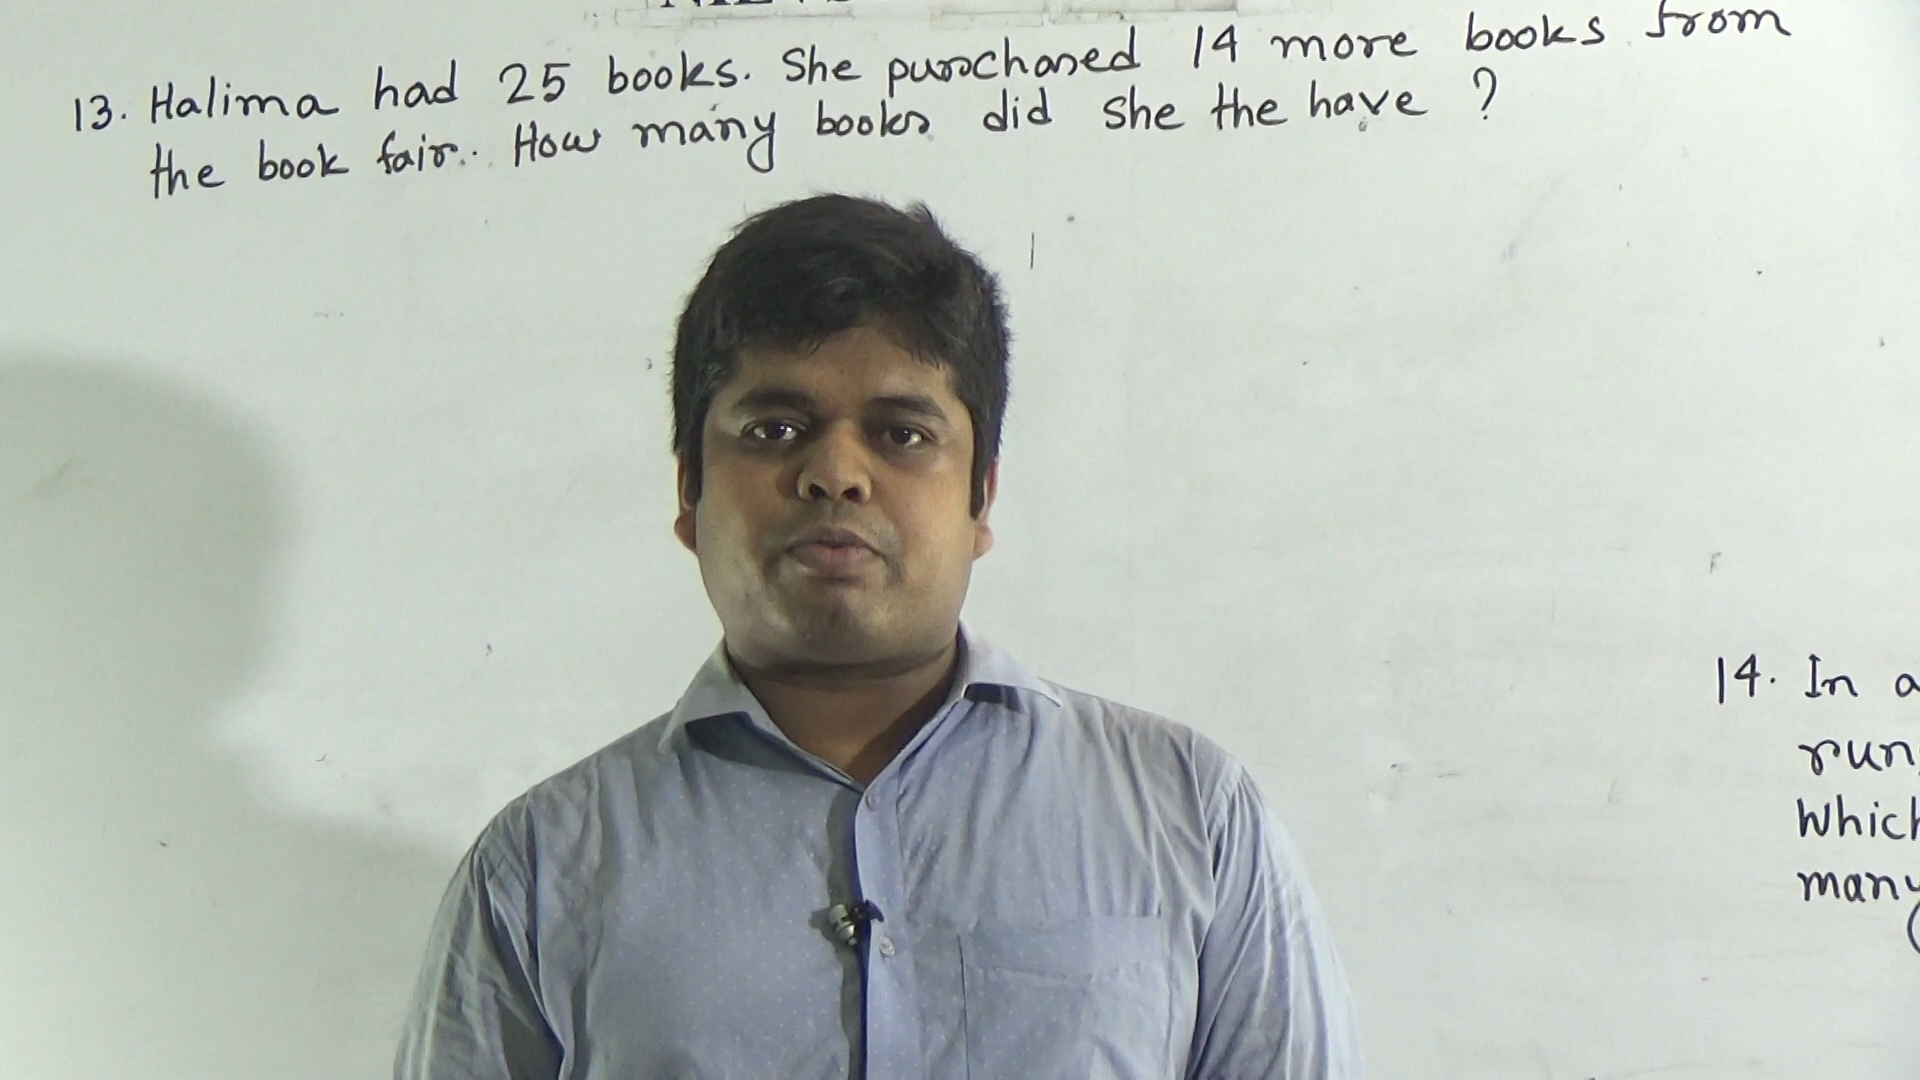 13. Halima had 25 books. She purchased 14 more books from
the book fair. How many books did she the have ?
14. In a
run
Which
many